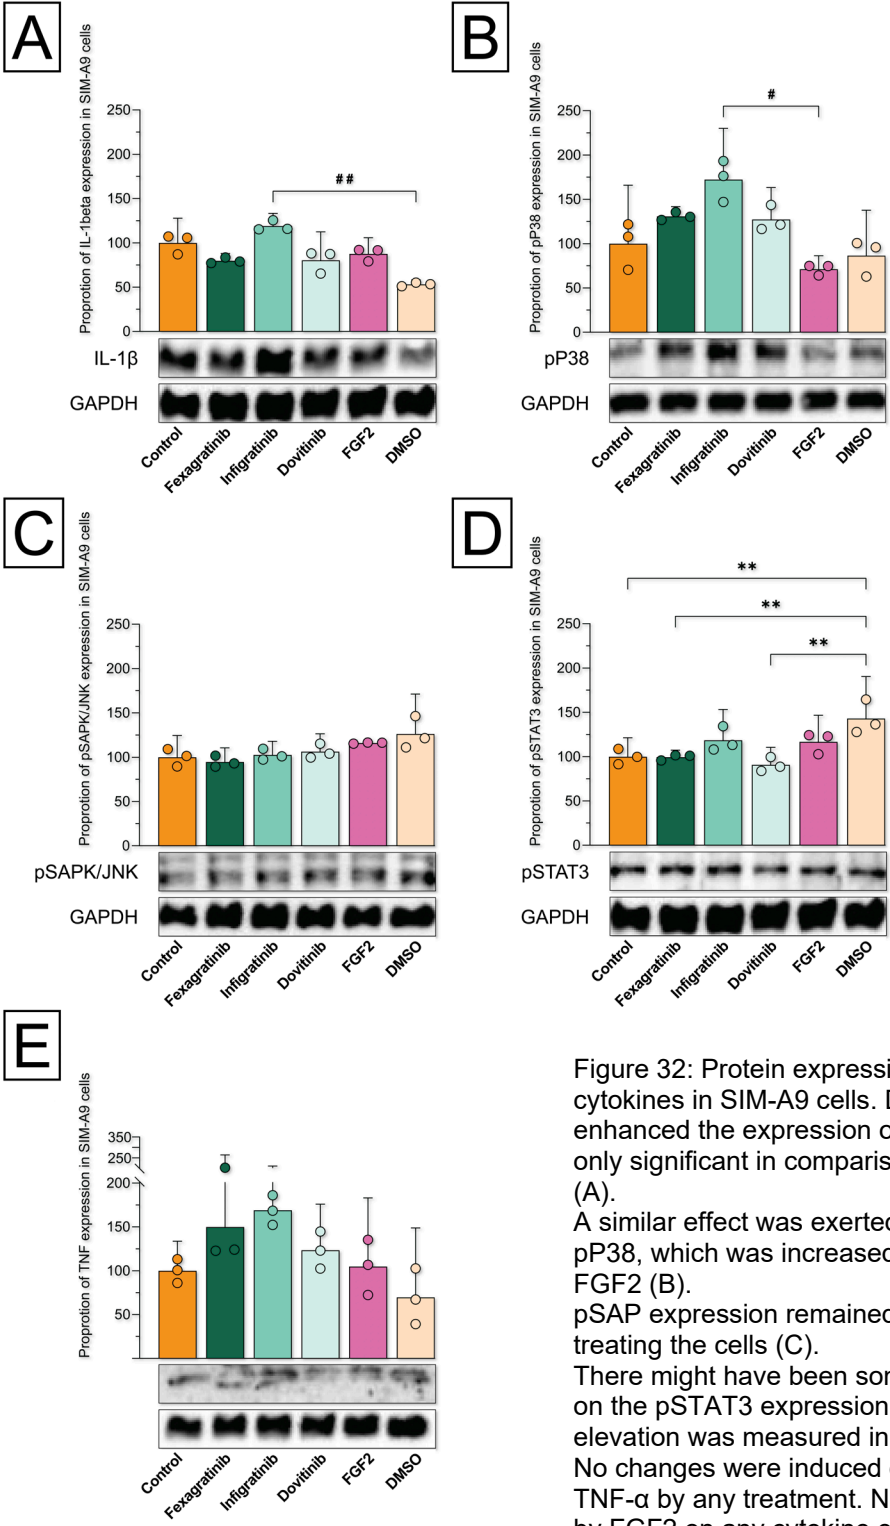 A
Proprotion of IL-1beta expression in SIM-A9 cells
250
200
150
100
50
0
##
IL-1β
GAPDH
Control
Fexagratinib
Infigratinib
Dovitinib
FGF2
DMSO
B
Proprotion of pP38 expression in SIM-A9 cells
250
200
150
100
50
0
#
pP38
GAPDH
Control
Fexagratinib
Infigratinib
Dovitinib
FGF2
DMSO
C
Proprotion of pSAPK/JNK expression in SIM-A9 cells
250
200
150
100
50
0
pSAPK/JNK
GAPDH
Control
Fexagratinib
Infigratinib
Dovitinib
FGF2
DMSO
D
Proprotion of pSTAT3 expression in SIM-A9 cells
250
200
150
100
50
0
**
**
**
pSTAT3
GAPDH
Control
Fexagratinib
Infigratinib
Dovitinib
FGF2
DMSO
E
Proprotion of TNF expression in SIM-A9 cells
350
250
200
150
100
50
Control
Fexagratinib
Infigratinib
Dovitinib
FGF2
DMSO
Figure 32: Protein expressi
cytokines in SIM-A9 cells. D
enhanced the expression o
only significant in comparis
(A).
A similar effect was exerted
pP38, which was increased
FGF2 (B).
pSAP expression remained
treating the cells (C).
There might have been sor
on the pSTAT3 expression
elevation was measured in
No changes were induced
TNF-α by any treatment. N
by FGF2 on any cytokine